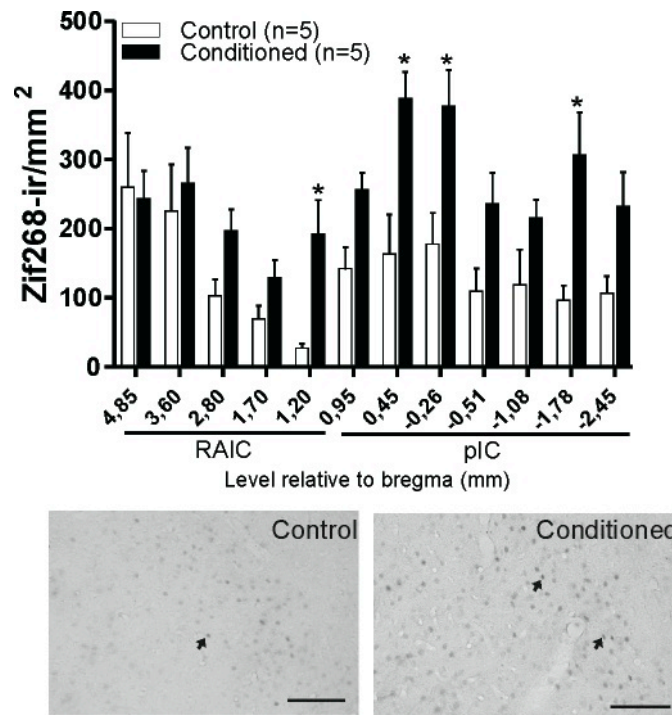 Control (n=5)
Conditioned (n=5)
Zif268-ir/mm²
500
400
300
200
100
0
* * * *
4,85 3,60 2,80 1,70 1,20 0,95 0,45 -0,26 -0,51 -1,08 -1,78 -2,45
RAIC pIC
Level relative to bregma (mm)
Control Conditioned